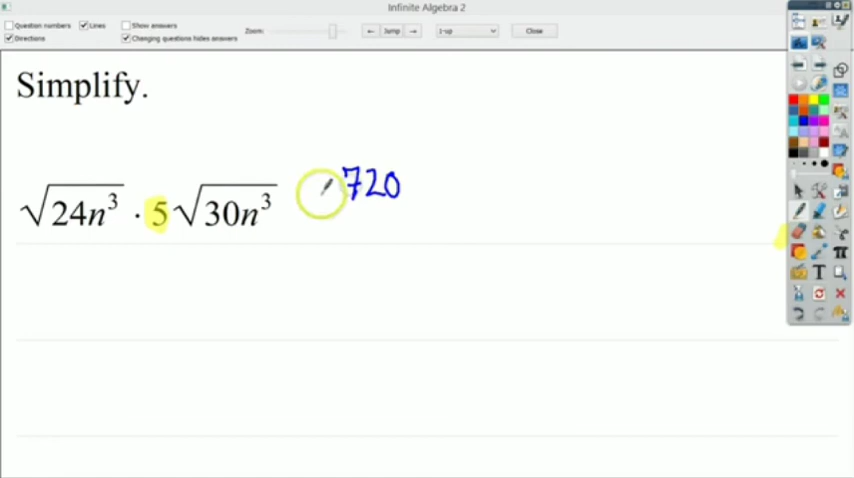 Infinite Algebra 2
Question numbers Lines Show answers
Directions Changing questions hides answers
Zoom: ← Jump → 1-up Close
Simplify.
√24n³ · 5√30n³ 720